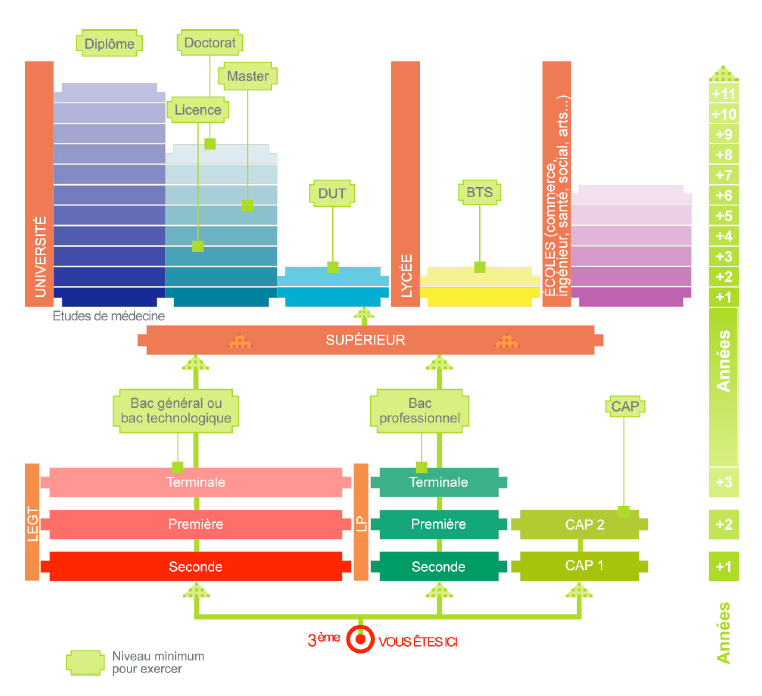 Diplôme
Doctorat
Master
Licence
DUT
BTS
UNIVERSITÉ
LYCÉE
ÉCOLES (commerce,
ingénieur, santé, social, arts...)
+11
+10
+9
+8
+7
+6
+5
+4
+3
+2
+1
Etudes de médecine
Années
SUPÉRIEUR
Bac général ou
bac technologique
Bac
professionnel
CAP
LEGT
Terminale
Première
Seconde
LP
Terminale
Première
Seconde
CAP 2
CAP 1
+3
+2
+1
Années
3ème VOUS ÊTES ICI
Niveau minimum
pour exercer